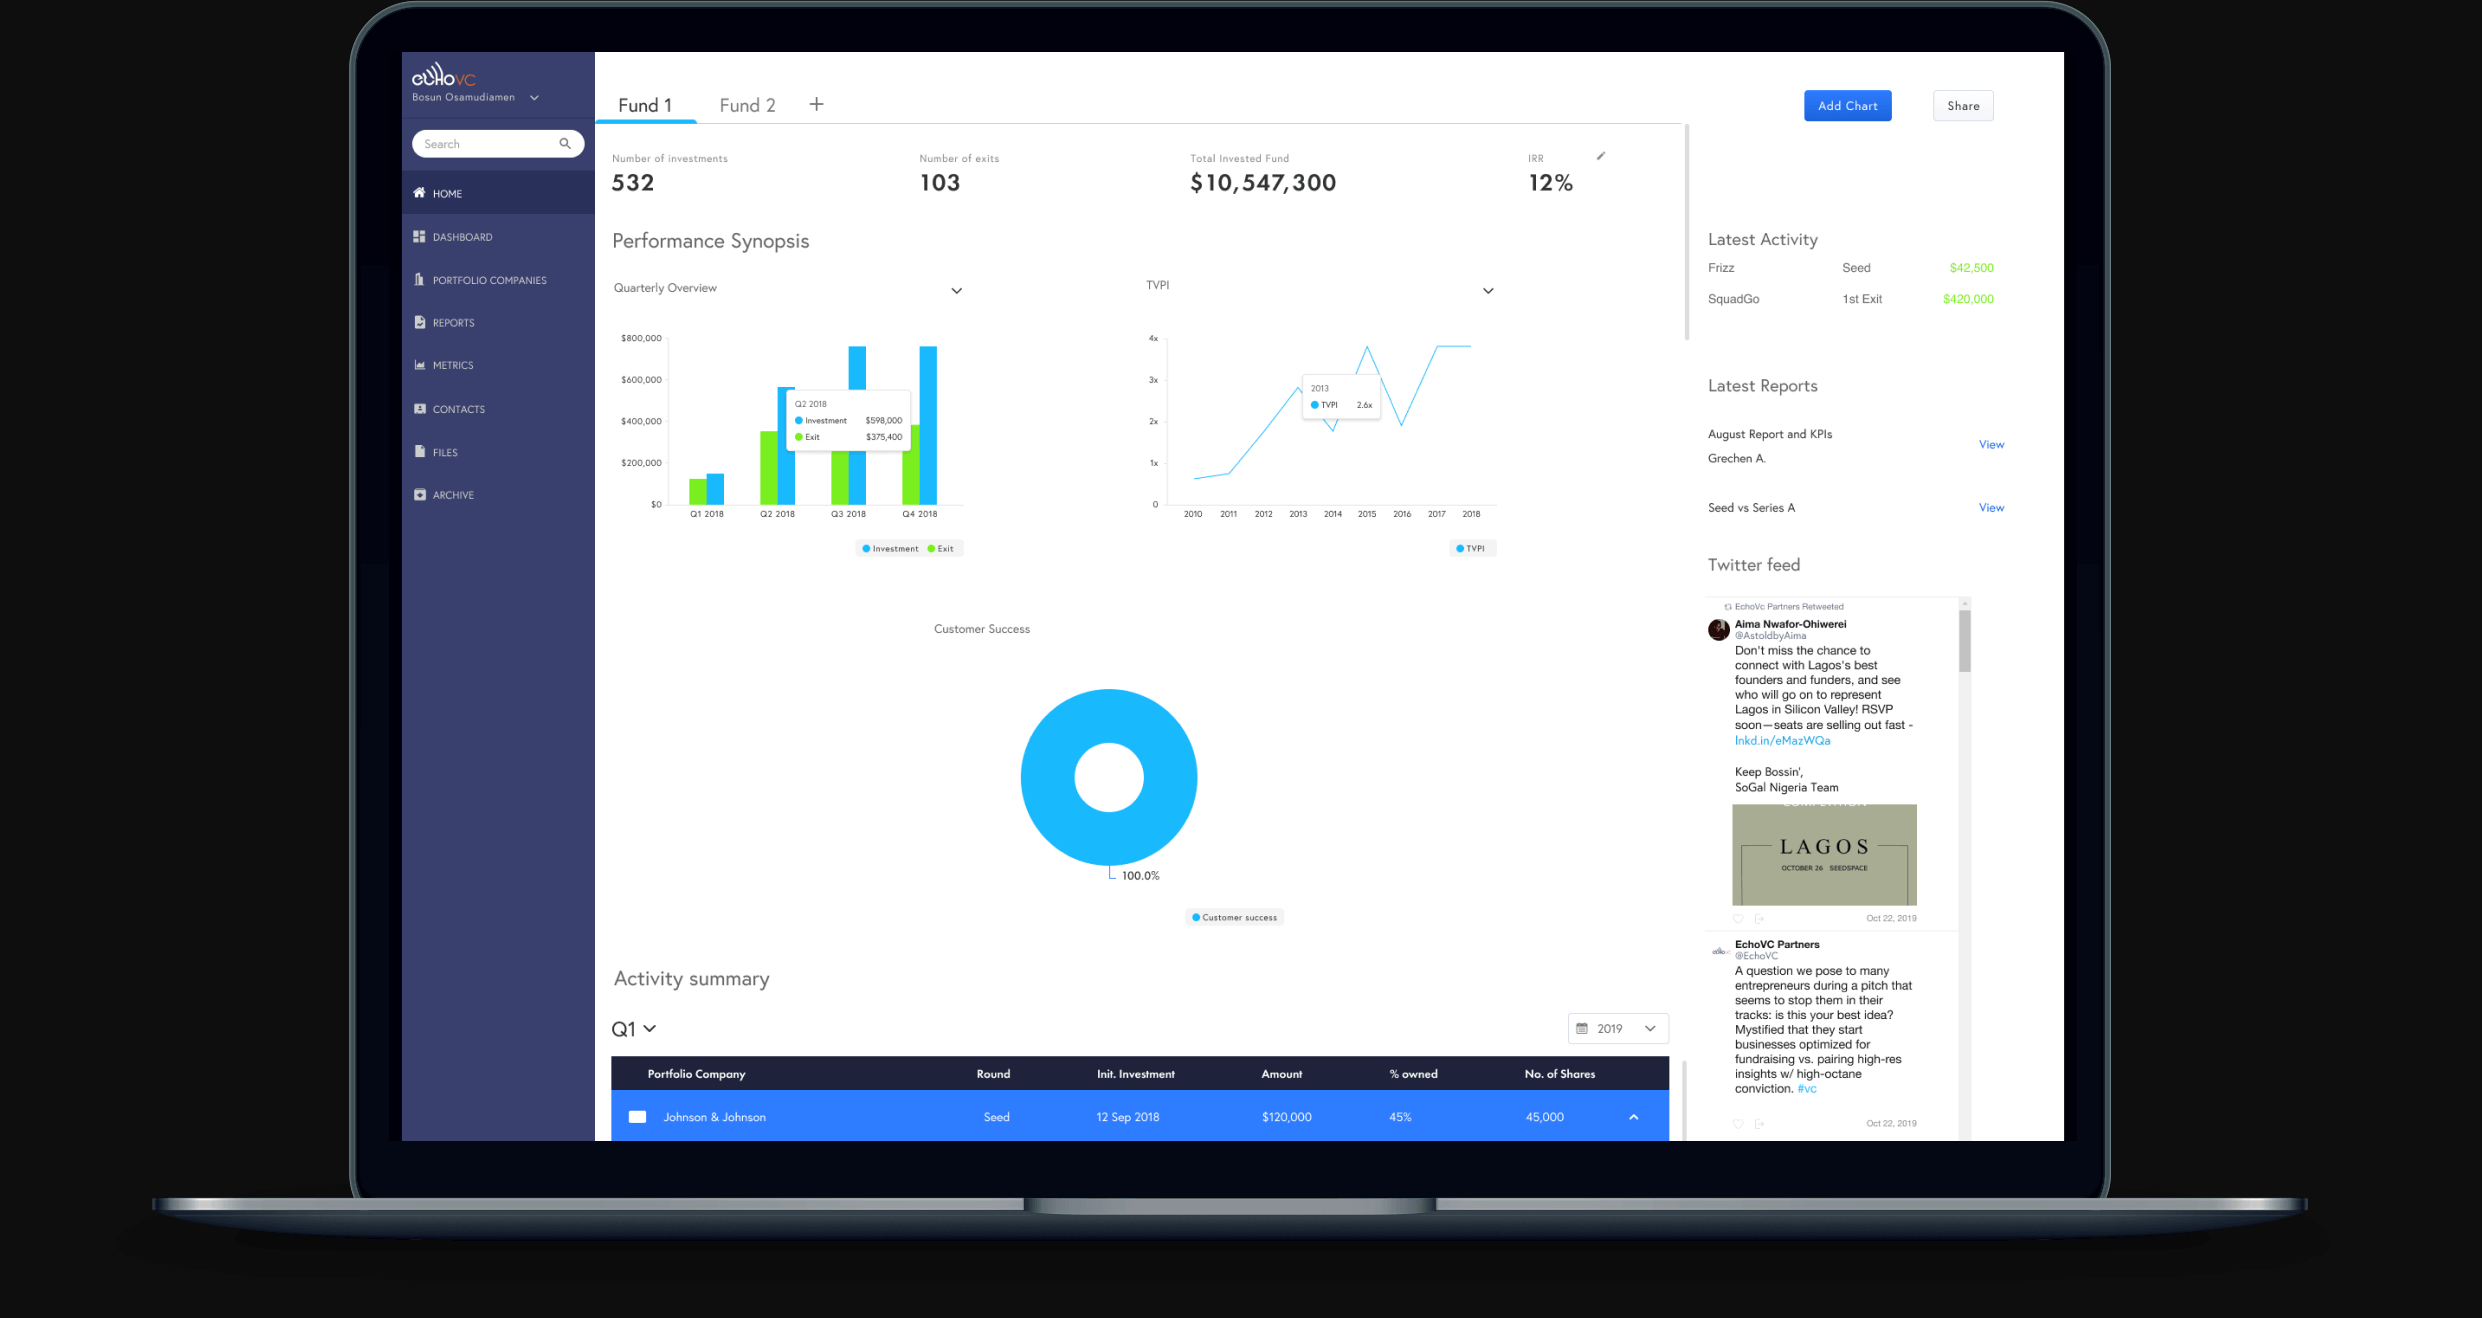 echoVC
Bosun Osamudiamen
Search
HOME
DASHBOARD
PORTFOLIO COMPANIES
REPORTS
METRICS
CONTACTS
FILES
ARCHIVE
Fund 1
Fund 2
+
Add Chart
Share
Number of investments
532
Number of exits
103
Total Invested Fund
$10,547,300
IRR
12%
Performance Synopsis
Quarterly Overview
$800,000
$600,000
$400,000
$200,000
$0
Q1 2018
Q2 2018
Q3 2018
Q4 2018
Q2 2018
Investment $598,000
Exit $375,400
Investment Exit
TVPI
4x
3x
2x
1x
0
2010 2011 2012 2013 2014 2015 2016 2017 2018
2013
TVPI 2.6x
TVPI
Customer Success
100.0%
Customer success
Activity summary
Q1
2019
Portfolio Company Round Init. Investment Amount % owned No. of Shares
Johnson & Johnson Seed 12 Sep 2018 $120,000 45% 45,000
Latest Activity
Frizz Seed $42,500
SquadGo 1st Exit $420,000
Latest Reports
August Report and KPIs
View
Grechen A.
Seed vs Series A View
Twitter feed
EchoVc Partners Retweeted
Aima Nwafor-Ohiwerei
@AstoldbyAima
Don't miss the chance to
connect with Lagos's best
founders and funders, and see
who will go on to represent
Lagos in Silicon Valley! RSVP
soon—seats are selling out fast -
lnkd.in/eMazWQa
Keep Bossin',
SoGal Nigeria Team
LAGOS
OCTOBER 26 SEEDSPACE
Oct 22, 2019
EchoVC Partners
@EchoVC
A question we pose to many
entrepreneurs during a pitch that
seems to stop them in their
tracks: is this your best idea?
Mystified that they start
businesses optimized for
fundraising vs. pairing high-res
insights w/ high-octane
conviction. #vc
Oct 22, 2019